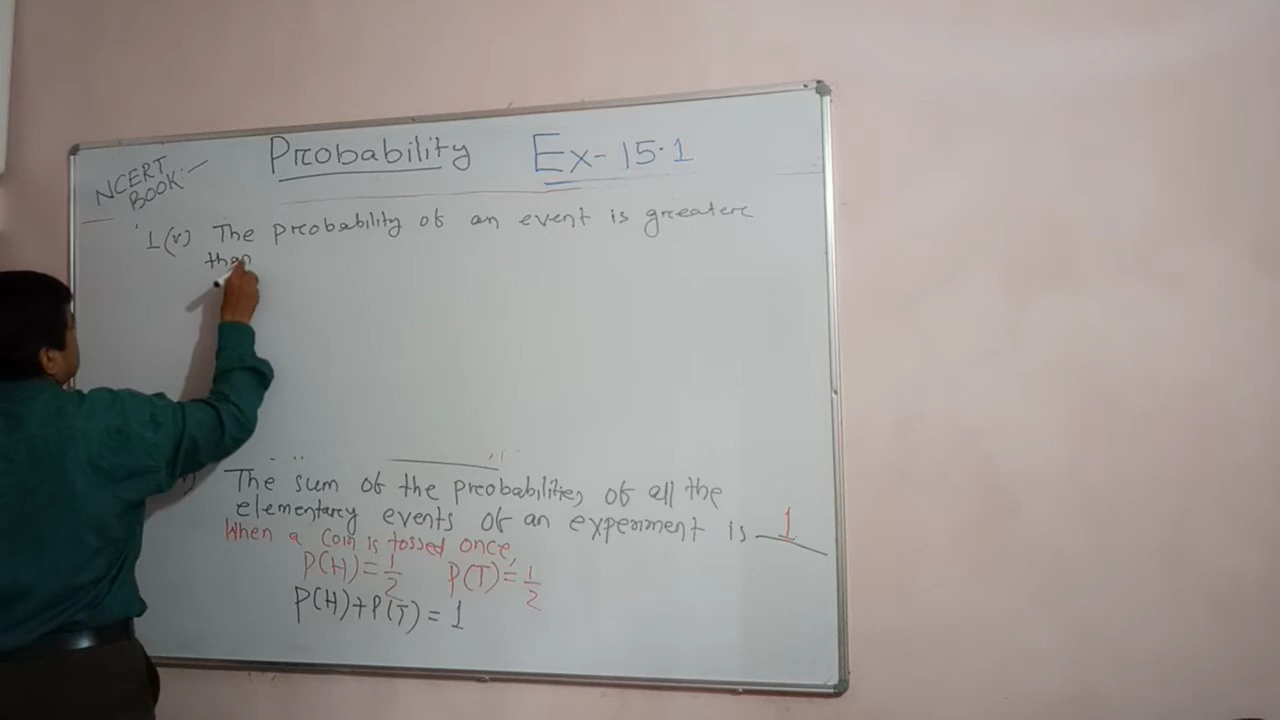 NCERT
BOOK:-
Probability Ex-15.1
1(v) The probability of an event is greater
than
The sum of the probabilities of all the
elementary events of an experiment is 1
When a coin is tossed once,
P(H)=1/2 P(T)=1/2
P(H)+P(T)=1